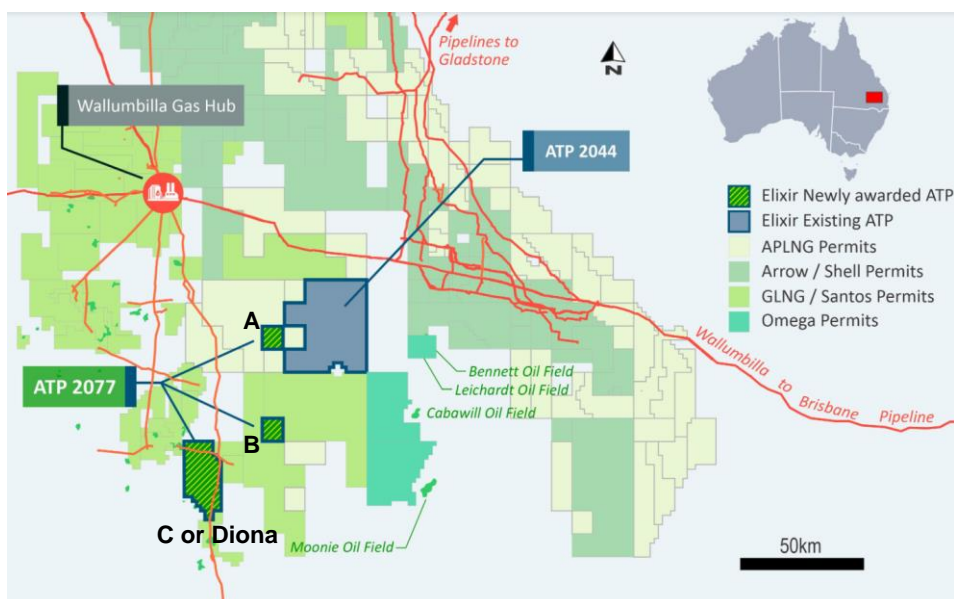 Pipelines to
Gladstone
N
Wallumbilla Gas Hub
ATP 2044
Elixir Newly awarded ATP
Elixir Existing ATP
APLNG Permits
Arrow / Shell Permits
GLNG / Santos Permits
Omega Permits
A
Bennett Oil Field
Leichardt Oil Field
Wallumbilla to Brisbane Pipeline
ATP 2077
Cabawill Oil Field
B
C or Diona
Moonie Oil Field
50km